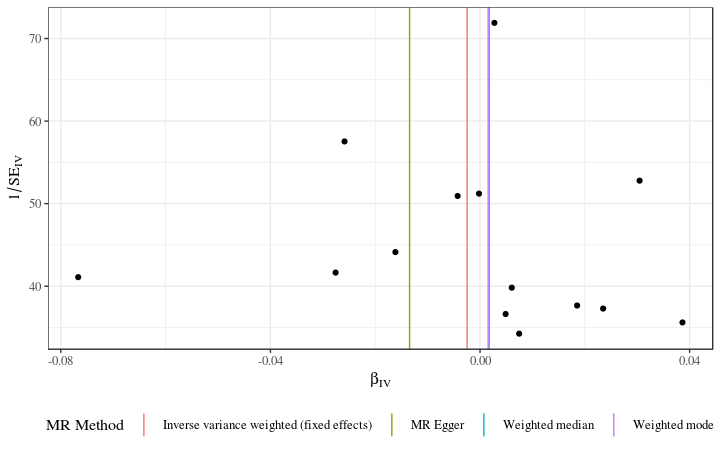 70
60
50
40
1/SE_IV
-0.08 -0.04 0.00 0.04
β_IV
MR Method Inverse variance weighted (fixed effects) MR Egger Weighted median Weighted mode